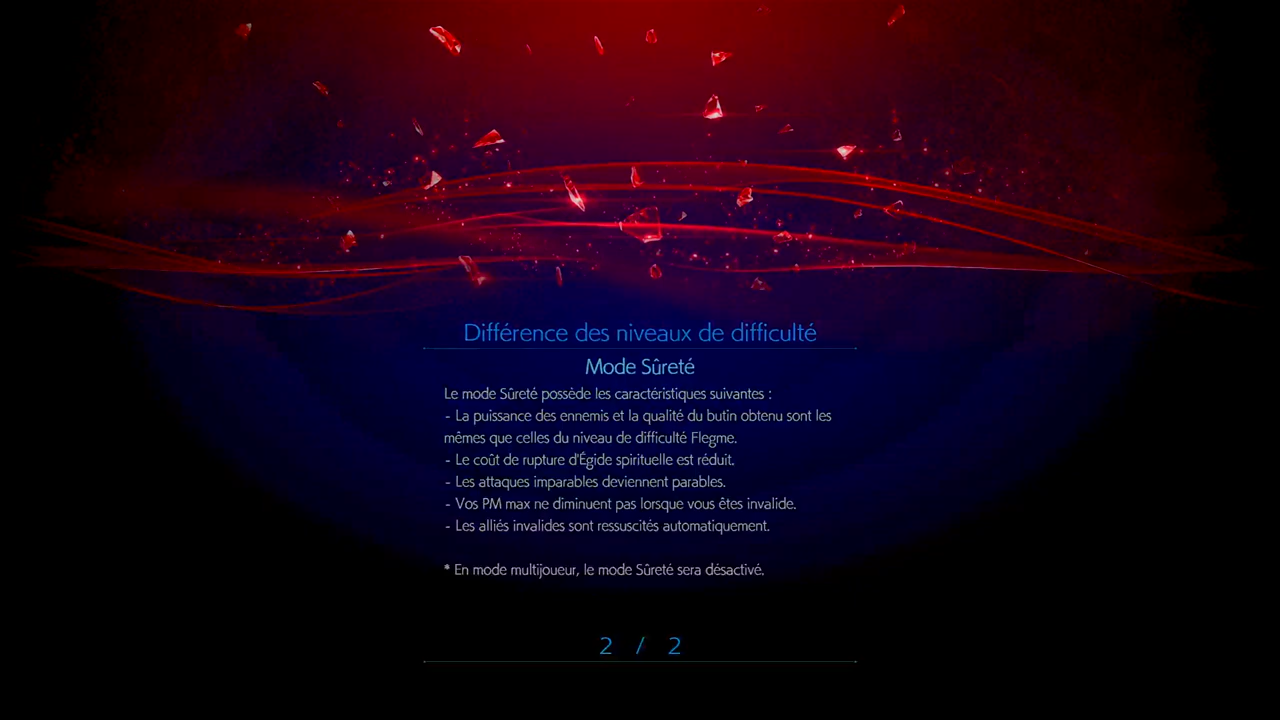 Différence des niveaux de difficulté
Mode Sûreté
Le mode Sûreté possède les caractéristiques suivantes :
- La puissance des ennemis et la qualité du butin obtenu sont les
mêmes que celles du niveau de difficulté Flegme.
- Le coût de rupture d'Égide spirituelle est réduit.
- Les attaques imparables deviennent parables.
- Vos PM max ne diminuent pas lorsque vous êtes invalide.
- Les alliés invalides sont ressuscités automatiquement.
* En mode multijoueur, le mode Sûreté sera désactivé.
2 / 2